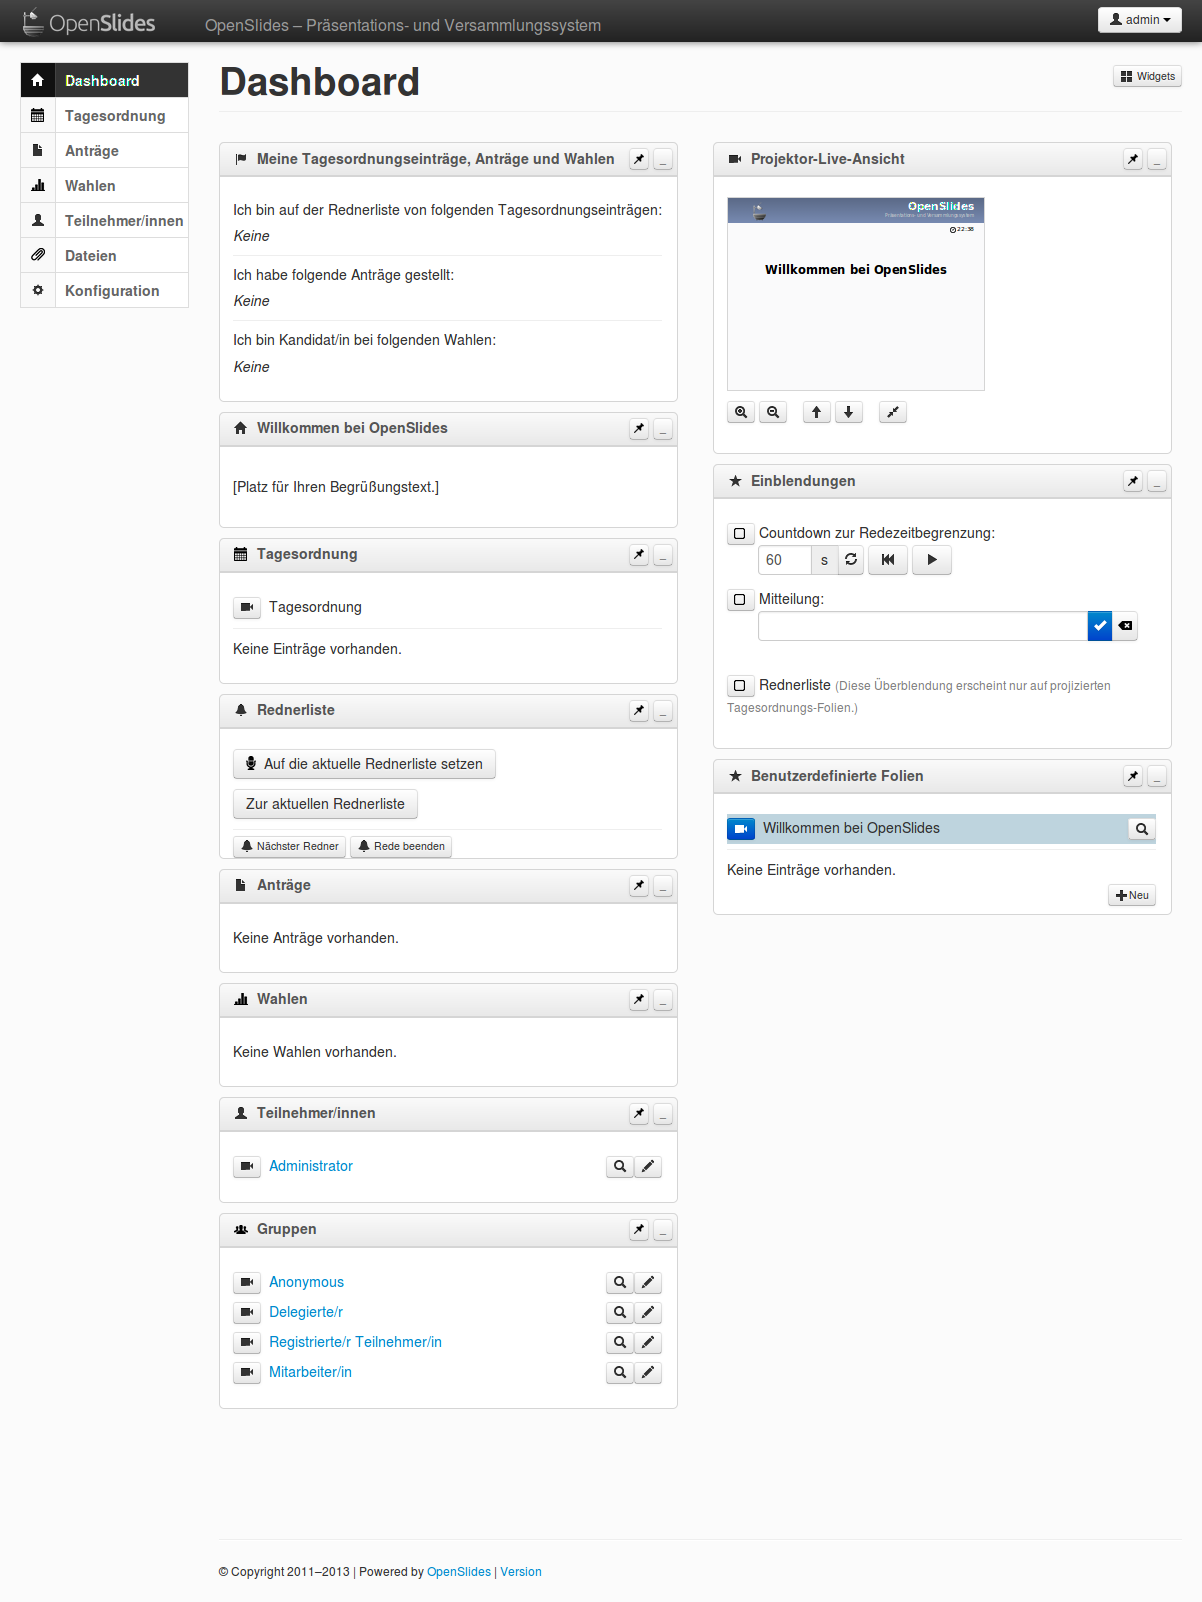 OpenSlides
OpenSlides – Präsentations- und Versammlungssystem
admin
Dashboard
Tagesordnung
Anträge
Wahlen
Teilnehmer/innen
Dateien
Konfiguration
Dashboard
Widgets
Meine Tagesordnungseinträge, Anträge und Wahlen
_
Ich bin auf der Rednerliste von folgenden Tagesordnungseinträgen:
Keine
Ich habe folgende Anträge gestellt:
Keine
Ich bin Kandidat/in bei folgenden Wahlen:
Keine
Willkommen bei OpenSlides
_
[Platz für Ihren Begrüßungstext.]
Tagesordnung
_
Tagesordnung
Keine Einträge vorhanden.
Rednerliste
_
Auf die aktuelle Rednerliste setzen
Zur aktuellen Rednerliste
Nächster Redner Rede beenden
Anträge
_
Keine Anträge vorhanden.
Wahlen
_
Keine Wahlen vorhanden.
Teilnehmer/innen
_
Administrator
Gruppen
_
Anonymous
Delegierte/r
Registrierte/r Teilnehmer/in
Mitarbeiter/in
Projektor-Live-Ansicht
_
OpenSlides
Präsentations- und Versammlungssystem
22:38
Willkommen bei OpenSlides
Einblendungen
_
Countdown zur Redezeitbegrenzung:
60 s
Mitteilung:
Rednerliste (Diese Überblendung erscheint nur auf projizierten
Tagesordnungs-Folien.)
Benutzerdefinierte Folien
_
Willkommen bei OpenSlides
Keine Einträge vorhanden.
Neu
© Copyright 2011–2013 | Powered by OpenSlides | Version